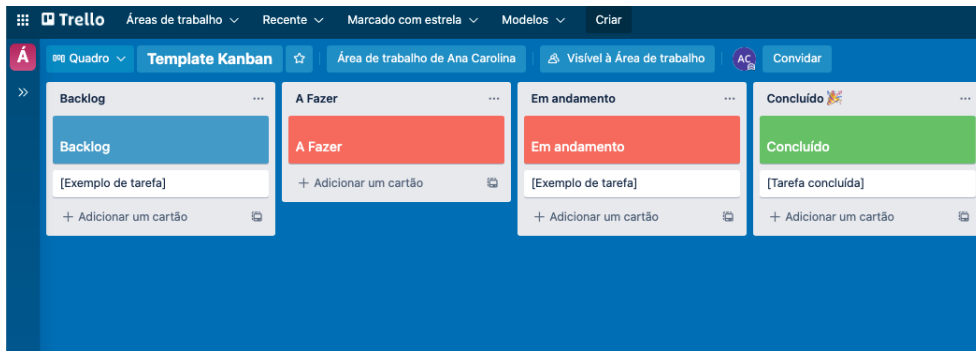 Trello Áreas de trabalho Recente Marcado com estrela Modelos Criar
Á Quadro Template Kanban Área de trabalho de Ana Carolina Visível à Área de trabalho AC Convidar
Backlog
Backlog
[Exemplo de tarefa]
+ Adicionar um cartão
A Fazer
A Fazer
+ Adicionar um cartão
Em andamento
Em andamento
[Exemplo de tarefa]
+ Adicionar um cartão
Concluído 🎉
Concluído
[Tarefa concluída]
+ Adicionar um cartão